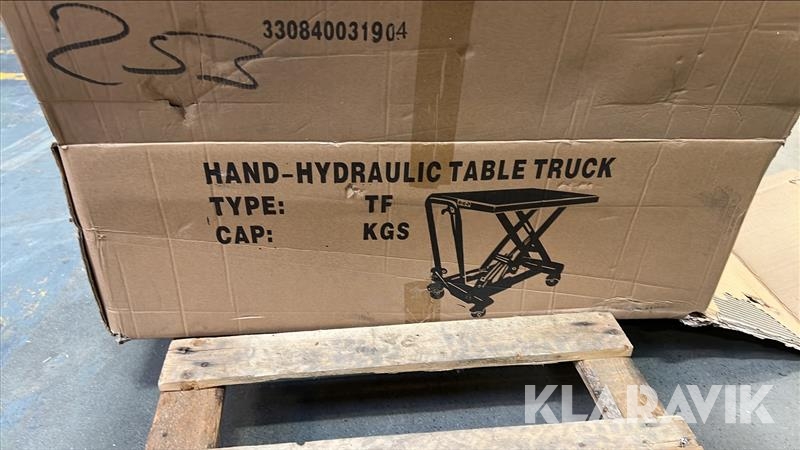 330840031904
253
HAND-HYDRAULIC TABLE TRUCK
TYPE: TF
CAP: KGS
KLARAVIK